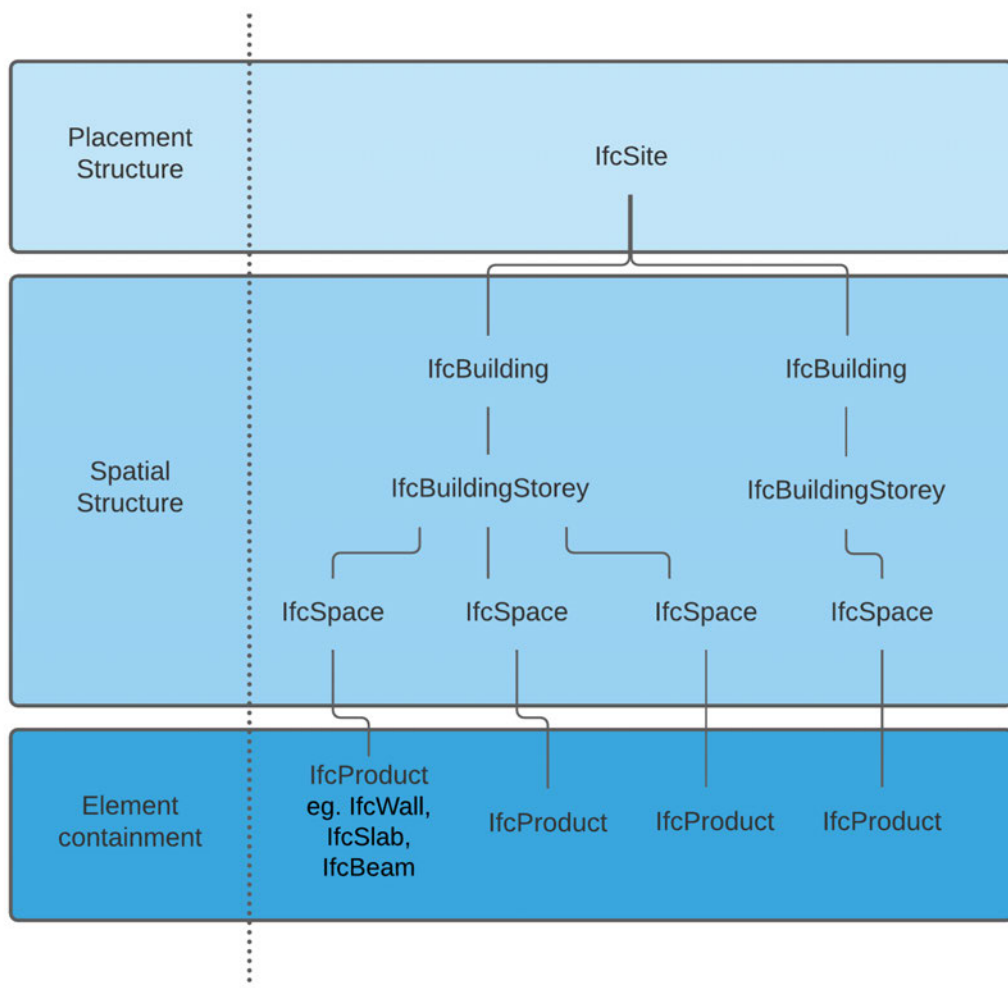 Placement
Structure
IfcSite
Spatial
Structure
IfcBuilding
IfcBuilding
IfcBuildingStorey
IfcBuildingStorey
IfcSpace
IfcSpace
IfcSpace
IfcSpace
Element
containment
IfcProduct
eg. IfcWall,
IfcSlab,
IfcBeam
IfcProduct
IfcProduct
IfcProduct